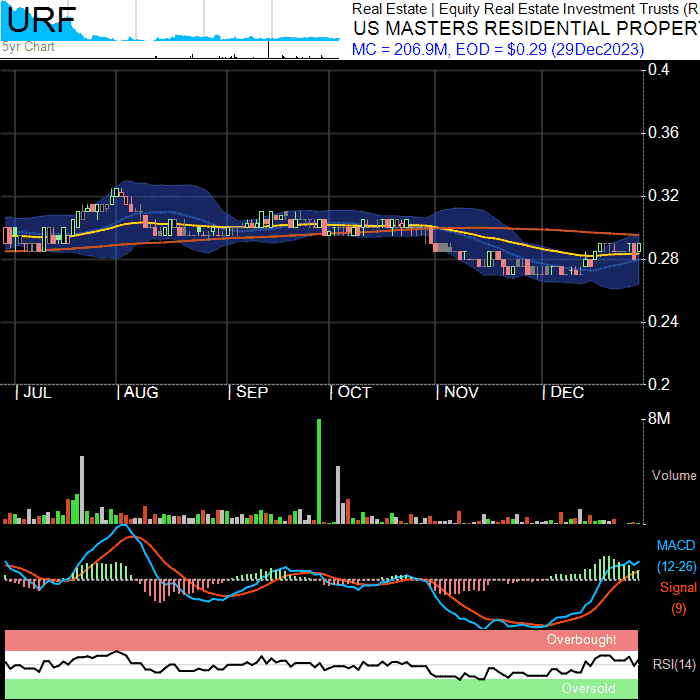 URF
5yr Chart
Real Estate | Equity Real Estate Investment Trusts (R
US MASTERS RESIDENTIAL PROPER
MC = 206.9M, EOD = $0.29 (29Dec2023)
0.4
0.36
0.32
0.28
0.24
0.2
JUL AUG SEP OCT NOV DEC
8M
Volume
MACD
(12-26)
Signal
(9)
Overbought
RSI(14)
Oversold